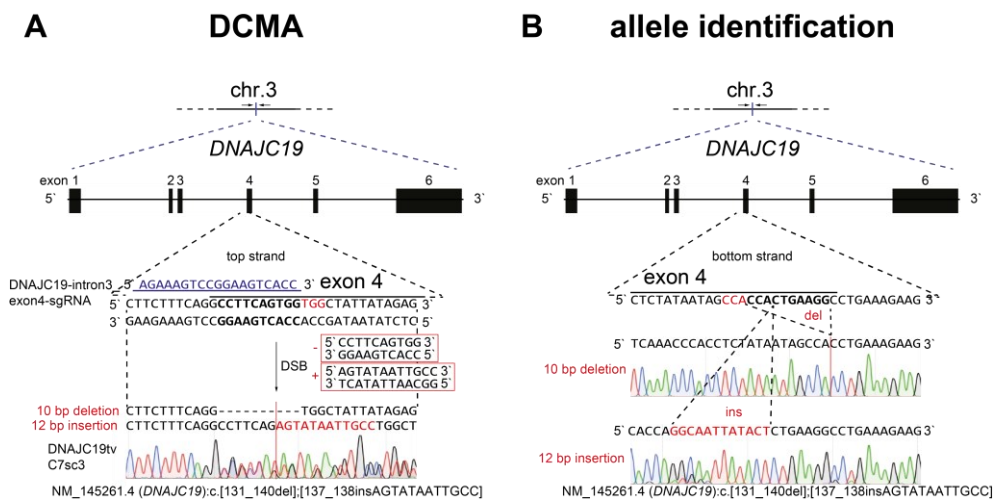 A DCMA
chr.3
DNAJC19
exon 1 2 3 4 5 6
5` 3`
top strand
DNAJC19-intron3 5` AGAAAGTCCGGAAGTCACC 3` exon 4
exon4-sgRNA 5` CTTCTTTCAGGCCTTCAGTGGTGGCTATTATAGAG 3`
3` GAAGAAAGTCCGGAAGTCACCACCGATAATATCTC 5`
DSB
- 5` CCTTCAGTGG 3`
3` GGAAGTCACC 5`
+ 5` AGTATAATTGCC 3`
3` TCATATTAACGG 5`
10 bp deletion CTTCTTTCAGG----------TGGCTATTATAGAG
12 bp insertion CTTCTTTCAGGCCTTCAGAGTATAATTGCCTGGCT
DNAJC19tv
C7sc3
NM_145261.4 (DNAJC19):c.[131_140del];[137_138insAGTATAATTGCC]
B allele identification
chr.3
DNAJC19
exon 1 2 3 4 5 6
5` 3`
bottom strand
exon 4
5` CTCTATAATAGCCACCACTGAAGGCCTGAAAGAAG 3`
del
5` TCAAACCCACCTCTATAATAGCCACCTGAAAGAAG 3`
10 bp deletion
ins
5` CACCAGGCAATTATACTCTGAAGGCCTGAAAGAAG 3`
12 bp insertion
NM_145261.4 (DNAJC19):c.[131_140del];[137_138insAGTATAATTGCC]